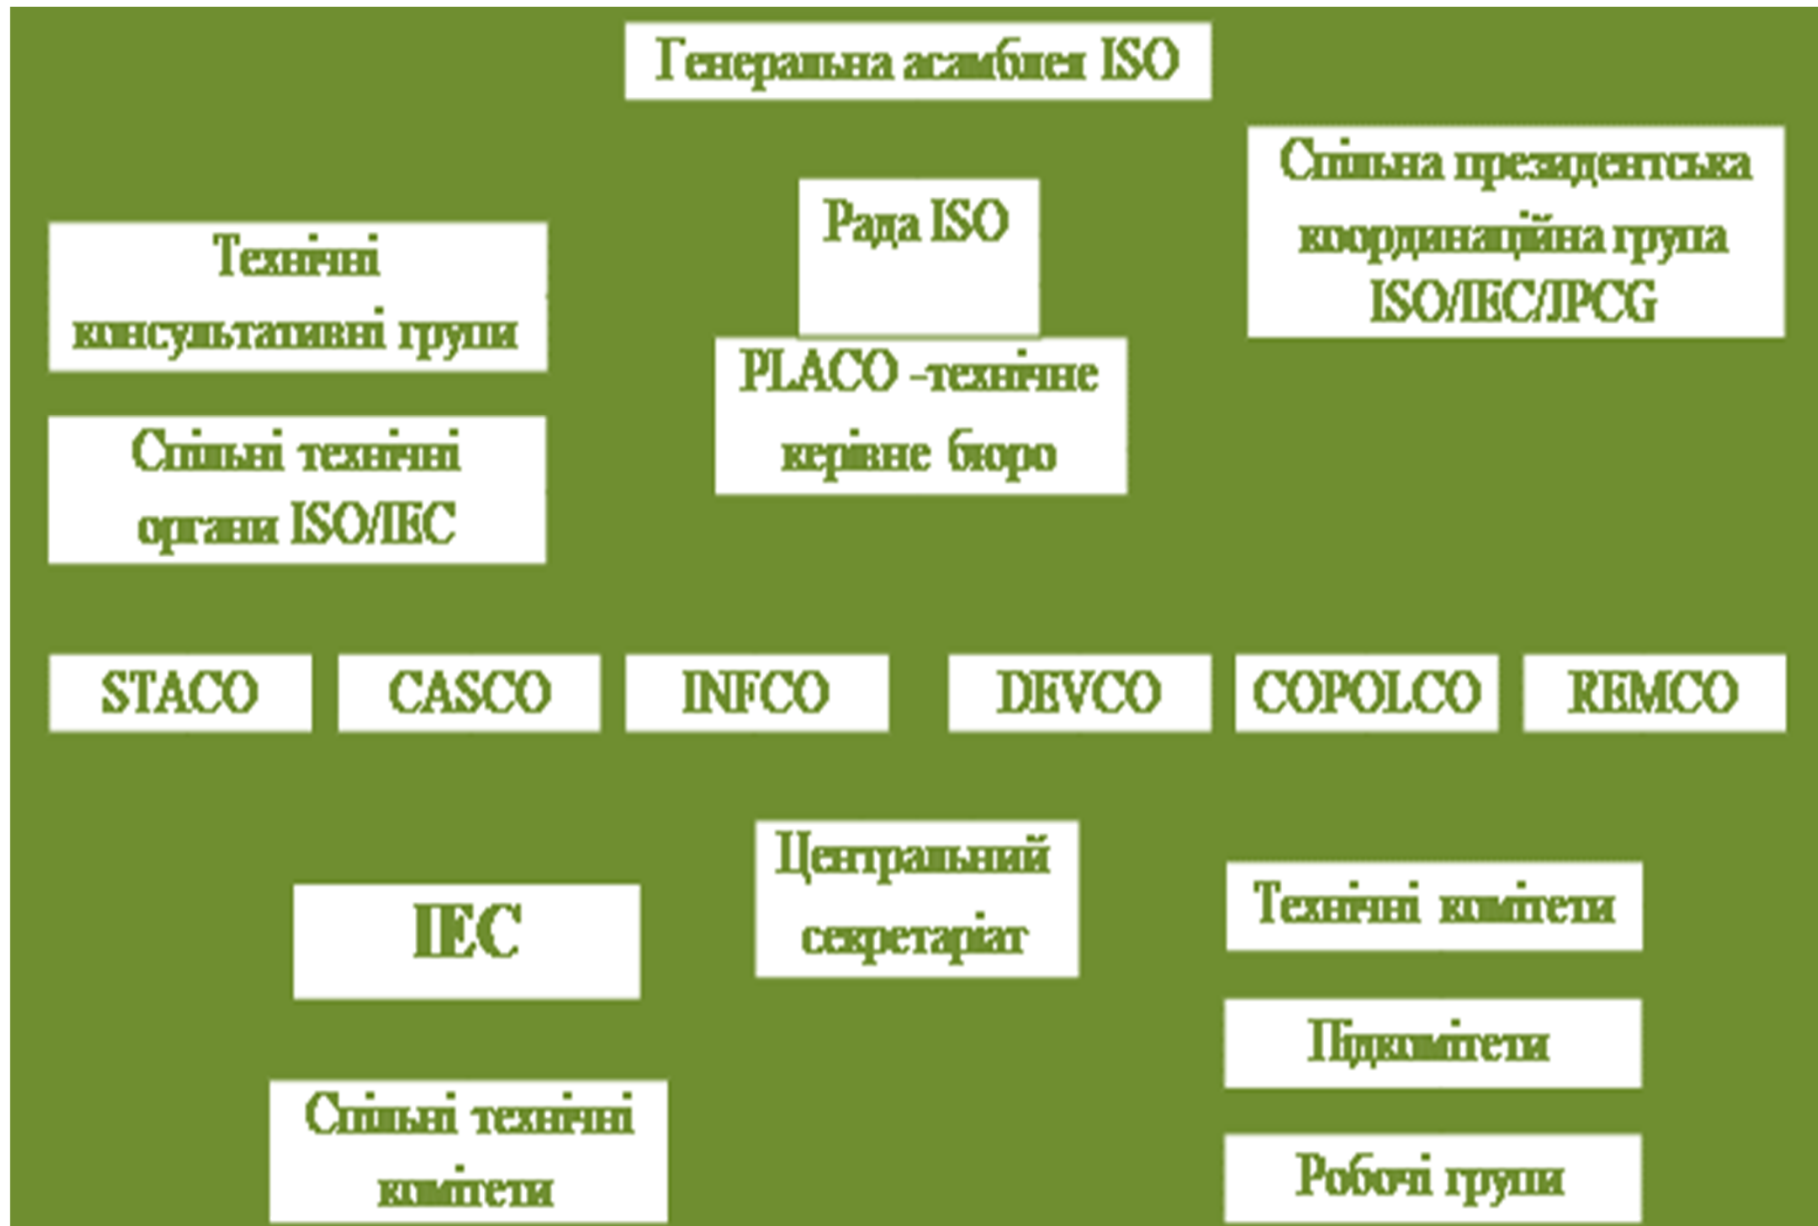 Генеральна асамблея ISO
Спільна президентська
координаційна група
ISO/IEC/JPCG
Рада ISO
Технічні
консультативні групи
PLACO -технічне
керівне бюро
Спільні технічні
органи ISO/IEC
STACO
CASCO
INFCO
DEVCO
COPOLCO
REMCO
Центральний
секретаріат
IEC
Технічні комітети
Підкомітети
Спільні технічні
комітети
Робочі групи